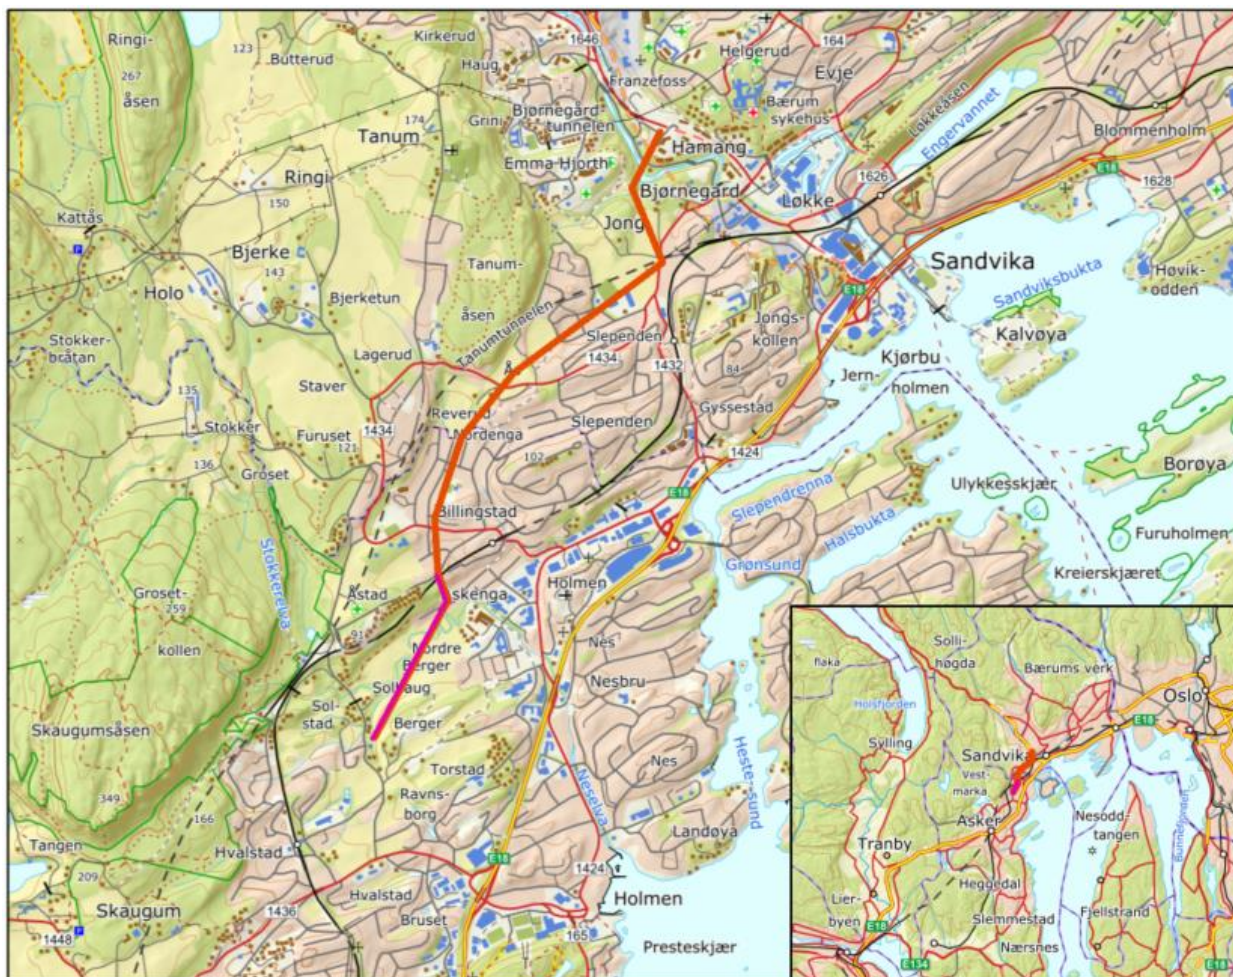 Ringi-
åsen
267
123
Butterud
Kirkerud
Haug
1646
Franzefoss
Helgerud
164
Evje
Bjørnegård-
tunnelen
Grini
174
Tanum
Emma Hjorth
Bærum
sykehus
Hamang
Løkkeåsen
Engervannet
Blommenholm
E18
1628
Ringi
150
Kattås
Bjerke
143
Holo
Bjerketun
Jong
Bjørnegård
Løkke
1626
Sandvika
Sandviksbukta
Høvik-
odden
Kalvøya
Tanum-
åsen
Tanumtunnelen
E18
Stokker-
bråtan
Lagerud
Staver
Slependen
1434
1432
Jongs-
kollen
84
Kjørbu
Jern-
holmen
135
Stokker
Furuset
121
1434
Reverud
Nordenga
Slependen
102
Gyssestad
1424
136
Groset
Borøya
Ulykkesskjær
Slependrenna
Halsbukta
Furuholmen
Billingstad
E18
Grønsund
Kreierskjæret
Stokkerelva
Groset-
259
kollen
Åstad
91
skenga
Holmen
Nordre
Berger
Nes
Nesbru
Solhaug
Sol-
stad
Berger
Skaugumsåsen
349
166
Torstad
Ravns-
borg
Neselva
Nes
Heste-
sund
Landøya
Tangen
209
Hvalstad
E18
1424
Skaugum
1448
1436
Hvalstad
Bruset
165
Holmen
Presteskjær
flaka
Solli-
høgda
Bærums verk
Oslo
Holsfjorden
E18
Sylling
Sandvika
Vest-
marka
Asker
Nesodd-
tangen
Bunnefjorden
Tranby
Heggedal
Lier-
byen
Slemmestad
Fjellstrand
E18
Nærsnes
E134
E18